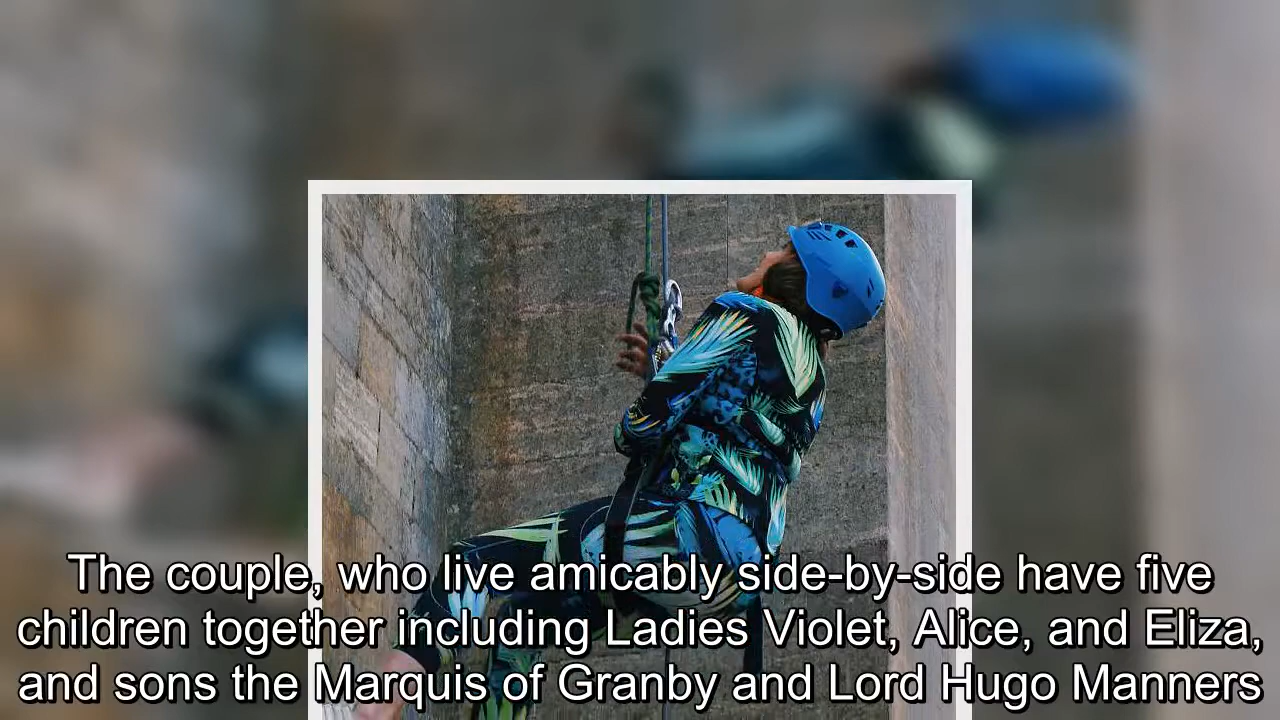 The couple, who live amicably side-by-side have five
children together including Ladies Violet, Alice, and Eliza,
and sons the Marquis of Granby and Lord Hugo Manners